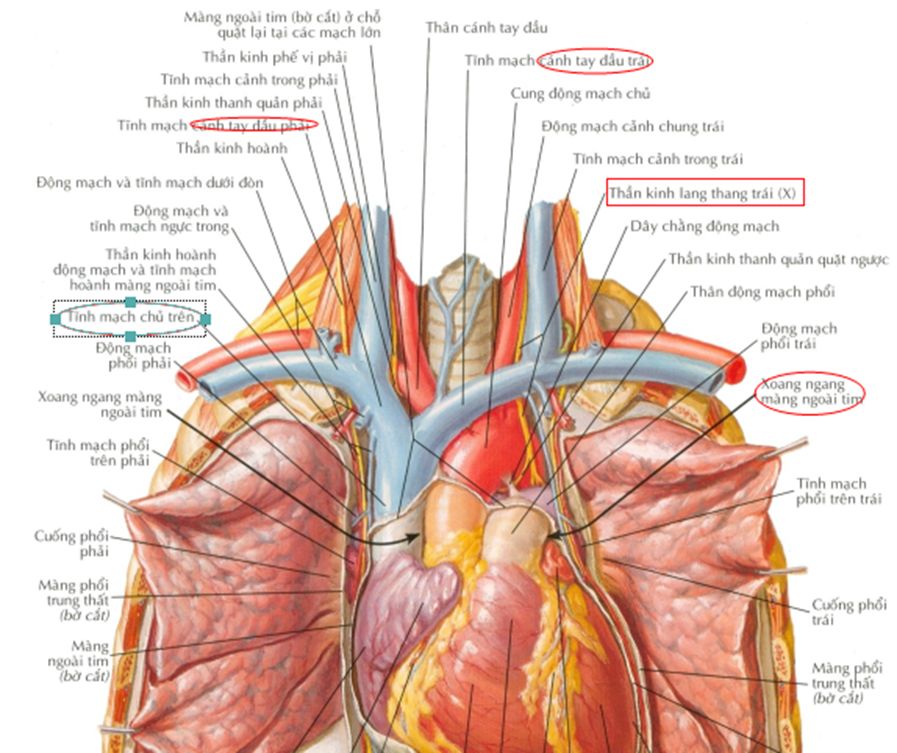 Màng ngoài tim (bờ cắt) ở chỗ
quặt lại tại các mạch lớn
Thần kinh phế vị phải
Tĩnh mạch cảnh trong phải
Thần kinh thanh quản phải
Tĩnh mạch cánh tay đầu phải
Thần kinh hoành
Động mạch và tĩnh mạch dưới đòn
Động mạch và
tĩnh mạch ngực trong
Thần kinh hoành
động mạch và tĩnh mạch
hoành màng ngoài tim
Tĩnh mạch chủ trên
Động mạch
phổi phải
Xoang ngang màng
ngoài tim
Tĩnh mạch phổi
trên phải
Cuống phổi
phải
Màng phổi
trung thất
(bờ cắt)
Màng
ngoài tim
(bờ cắt)
Thân cánh tay đầu
Tĩnh mạch cánh tay đầu trái
Cung động mạch chủ
Động mạch cảnh chung trái
Tĩnh mạch cảnh trong trái
Thần kinh lang thang trái (X)
Dây chằng động mạch
Thần kinh thanh quản quặt ngược
Thân động mạch phổi
Động mạch
phổi trái
Xoang ngang
màng ngoài tim
Tĩnh mạch
phổi trên trái
Cuống phổi
trái
Màng phổi
trung thất
(bờ cắt)